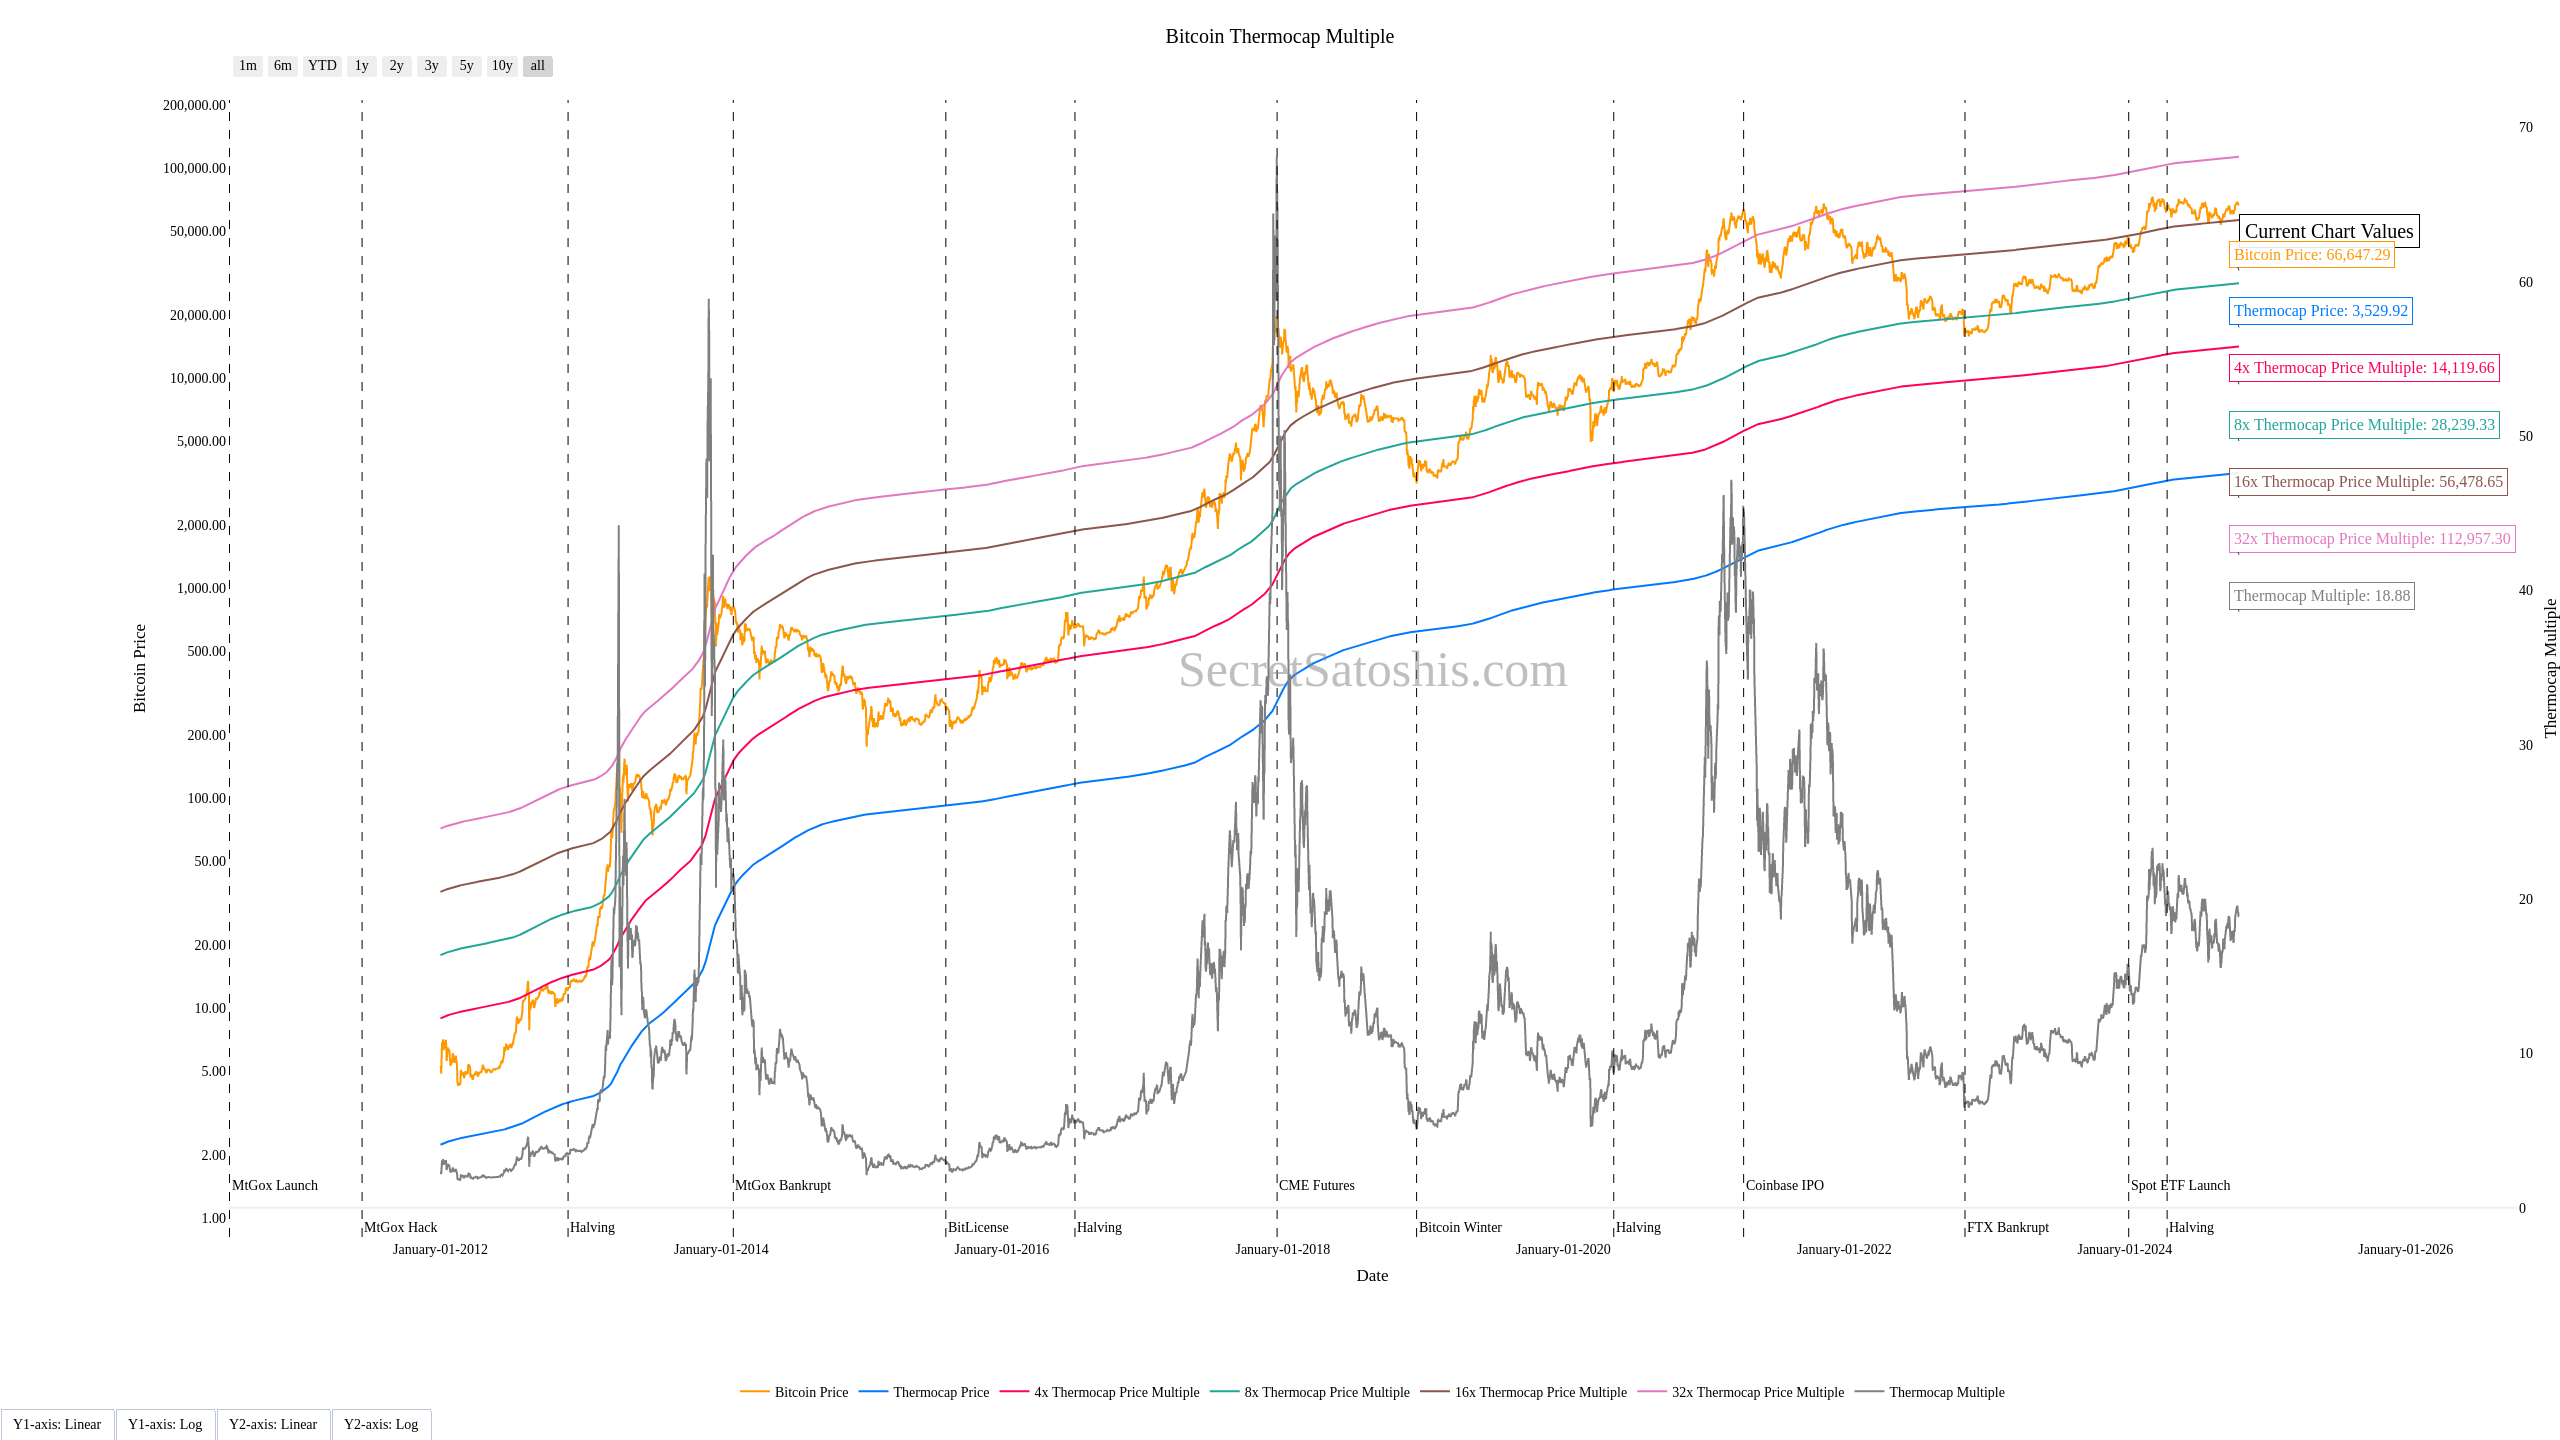 Bitcoin Thermocap Multiple
1m 6m YTD 1y 2y 3y 5y 10y all
200,000.00
100,000.00
50,000.00
20,000.00
10,000.00
5,000.00
2,000.00
1,000.00
500.00
200.00
100.00
50.00
20.00
10.00
5.00
2.00
1.00
Bitcoin Price
70
60
50
40
30
20
10
0
Thermocap Multiple
Current Chart Values
Bitcoin Price: 66,647.29
Thermocap Price: 3,529.92
4x Thermocap Price Multiple: 14,119.66
8x Thermocap Price Multiple: 28,239.33
16x Thermocap Price Multiple: 56,478.65
32x Thermocap Price Multiple: 112,957.30
Thermocap Multiple: 18.88
SecretSatoshis.com
MtGox Launch MtGox Bankrupt CME Futures Coinbase IPO Spot ETF Launch
MtGox Hack Halving BitLicense Halving Bitcoin Winter Halving FTX Bankrupt Halving
January-01-2012 January-01-2014 January-01-2016 January-01-2018 January-01-2020 January-01-2022 January-01-2024 January-01-2026
Date
Bitcoin Price Thermocap Price 4x Thermocap Price Multiple 8x Thermocap Price Multiple 16x Thermocap Price Multiple 32x Thermocap Price Multiple Thermocap Multiple
Y1-axis: Linear Y1-axis: Log Y2-axis: Linear Y2-axis: Log